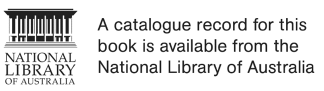 NATIONAL
LIBRARY
OF AUSTRALIA
A catalogue record for this
book is available from the
National Library of Australia